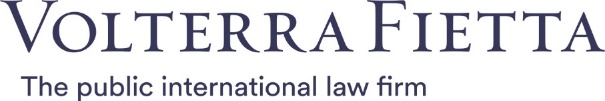 VOLTERRA FIETTA
The public international law firm